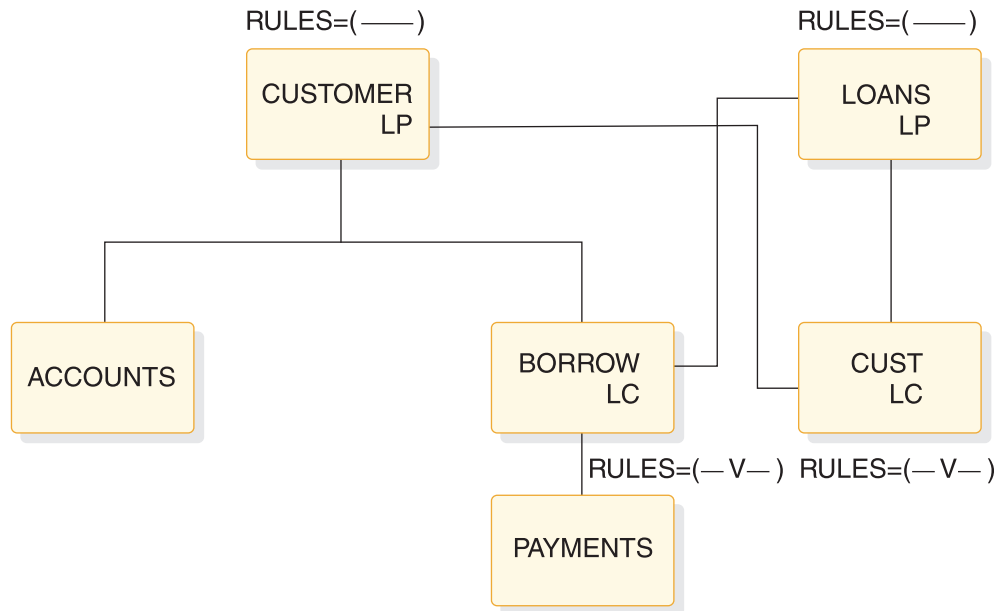 RULES=( —— )
RULES=( —— )
CUSTOMER
LP
LOANS
LP
ACCOUNTS
BORROW
LC
CUST
LC
RULES=(— V— )
RULES=(— V— )
PAYMENTS